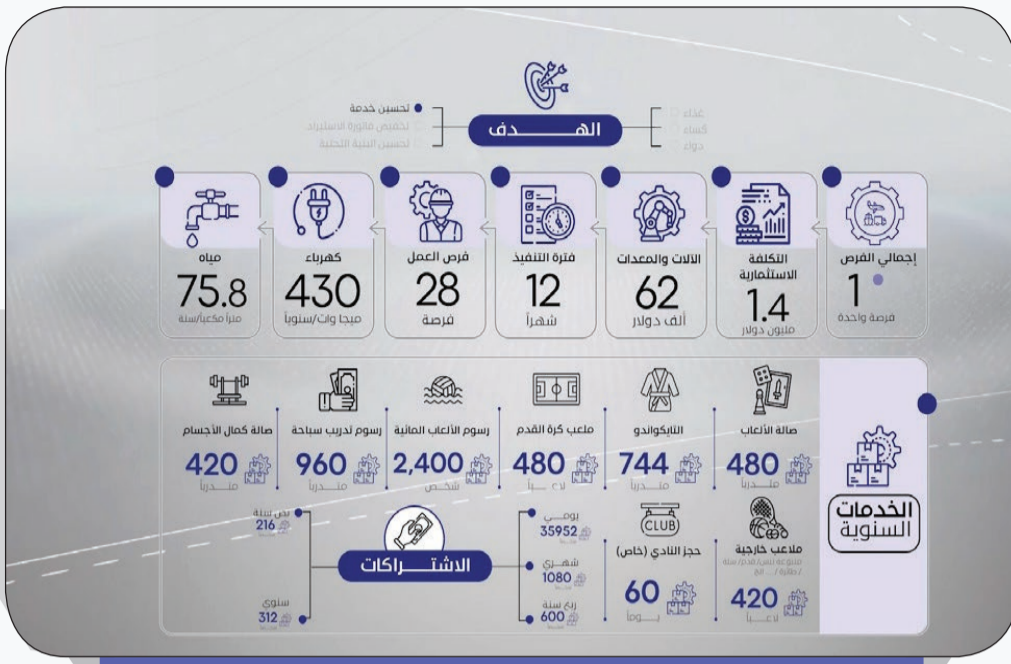 الهــــدف
غذاء
كساء
دواء
تحسين خدمة
تخفيض فاتورة الاستيراد
تحسين البنية التحتية
إجمالي الفرص
1
فرصة واحدة
التكلفة
الاستثمارية
1.4
مليون دولار
الآلات والمعدات
62
ألف دولار
فترة التنفيذ
12
شهراً
فرص العمل
28
فرصة
كهرباء
430
ميجا وات/سنوياً
مياه
75.8
متراً مكعباً/سنة
الخدمات
السنوية
صالة الألعاب
480
متدرباً
التايكواندو
744
متدرباً
ملعب كرة القدم
480
لاعباً
رسوم الألعاب المائية
2,400
شخص
رسوم تدريب سباحة
960
متدرباً
صالة كمال الأجسام
420
متدرباً
ملاعب خارجية
420
لاعباً
CLUB
حجز النادي (خاص)
60
يومــاً
الاشتــراكات
يومــي
35952
شهــري
1080
ربع سنة
600
نص سنة
216
سنوي
312